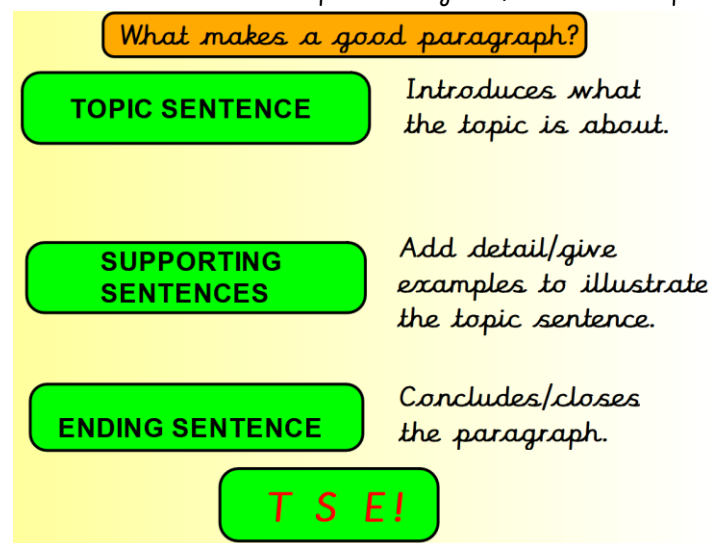 What makes a good paragraph?
TOPIC SENTENCE
Introduces what
the topic is about.
SUPPORTING
SENTENCES
Add detail/give
examples to illustrate
the topic sentence.
ENDING SENTENCE
Concludes/closes
the paragraph.
T S E!